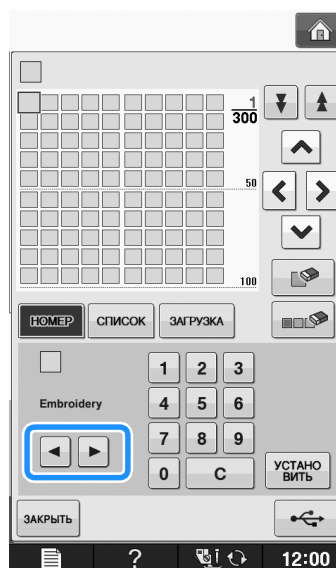 1
300
50
100
НОМЕР СПИСОК ЗАГРУЗКА
Embroidery
1 2 3
4 5 6
7 8 9
0 C
УСТАНО
ВИТЬ
ЗАКРЫТЬ
? 12:00